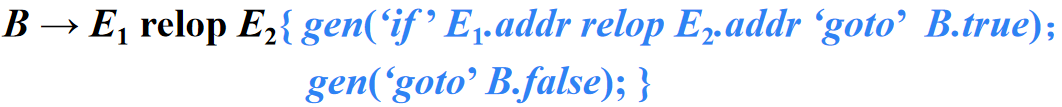 B → E₁ relop E₂{ gen(‘if’ E₁.addr relop E₂.addr ‘goto’ B.true);
gen(‘goto’ B.false); }